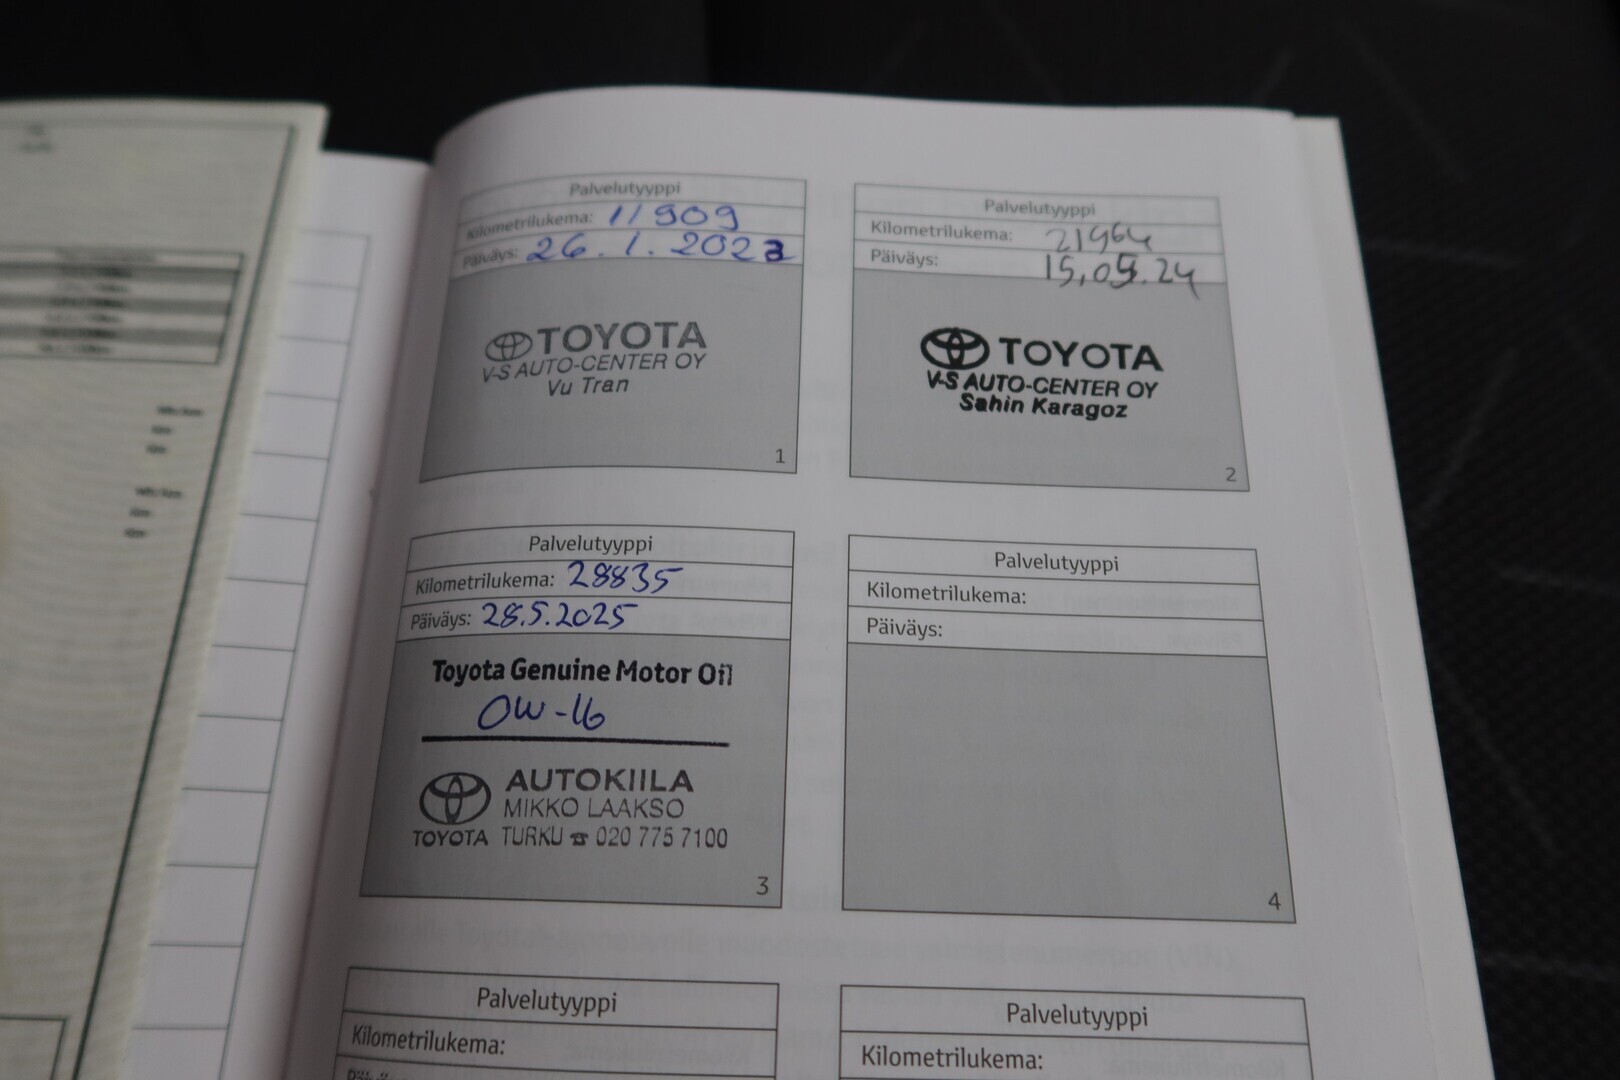 Palvelutyyppi
Kilometrilukema: 11909
Päiväys: 26.1.2023
TOYOTA
V-S AUTO-CENTER OY
Vu Tran
1
Palvelutyyppi
Kilometrilukema: 21964
Päiväys: 15.05.24
TOYOTA
V-S AUTO-CENTER OY
Sahin Karagoz
2
Palvelutyyppi
Kilometrilukema: 28835
Päiväys: 28.5.2025
Toyota Genuine Motor Oil
0W-16
AUTOKIILA
MIKKO LAAKSO
TOYOTA TURKU ☎ 020 775 7100
3
Palvelutyyppi
Kilometrilukema:
Päiväys:
4
Palvelutyyppi
Kilometrilukema:
Palvelutyyppi
Kilometrilukema: